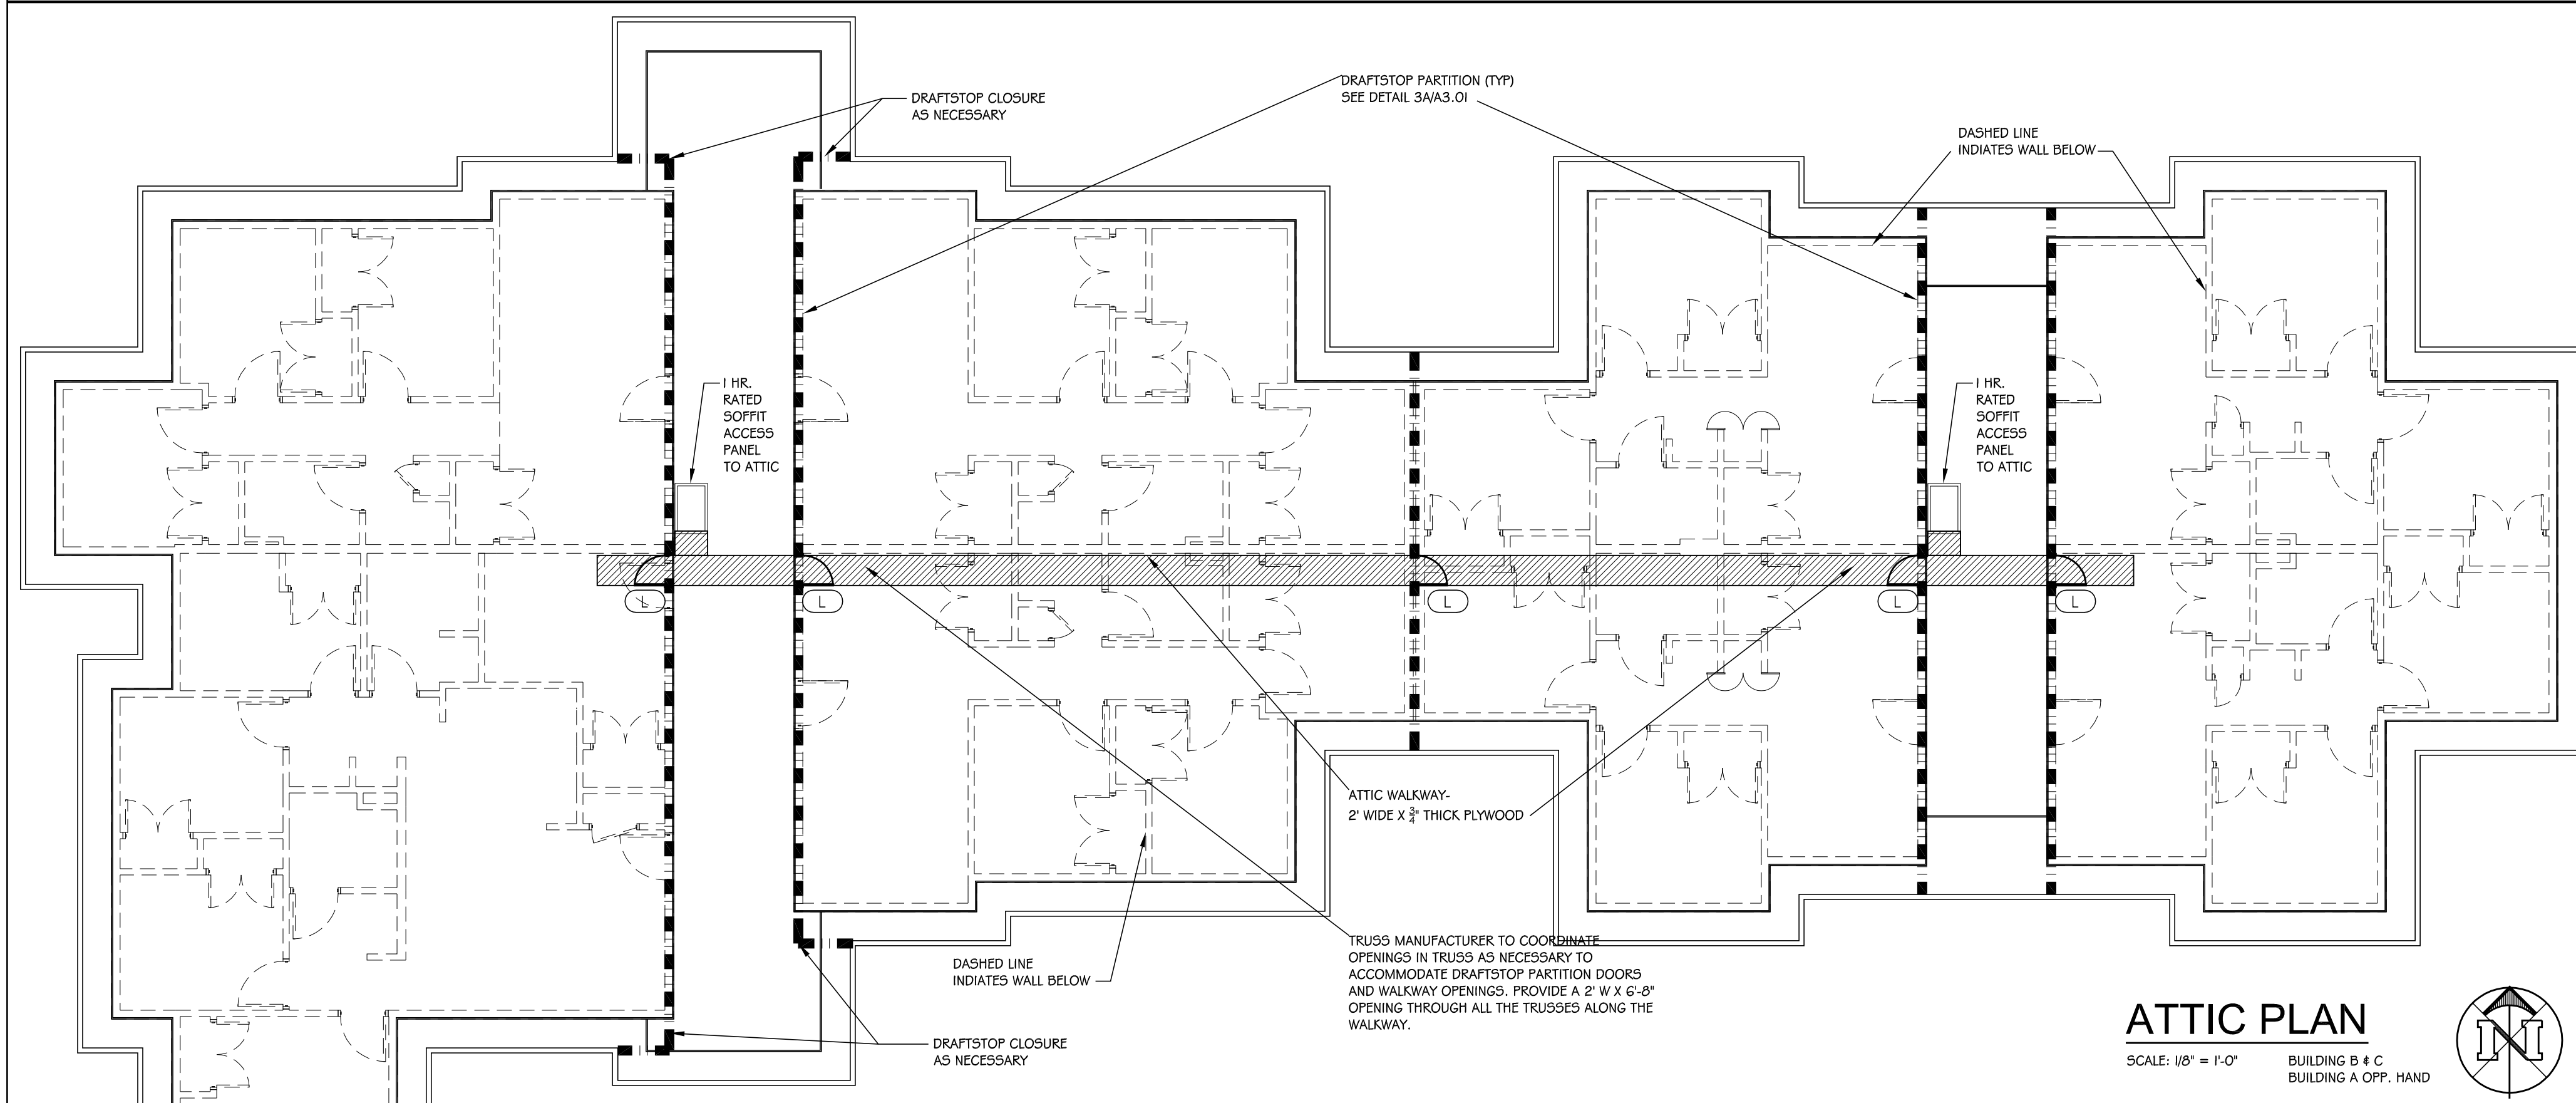 DRAFTSTOP CLOSURE
AS NECESSARY
DRAFTSTOP PARTITION (TYP)
SEE DETAIL 3A/A3.01
DASHED LINE
INDIATES WALL BELOW
1 HR.
RATED
SOFFIT
ACCESS
PANEL
TO ATTIC
1 HR.
RATED
SOFFIT
ACCESS
PANEL
TO ATTIC
L
L
L
L
L
ATTIC WALKWAY-
2' WIDE X 3/4" THICK PLYWOOD
TRUSS MANUFACTURER TO COORDINATE
OPENINGS IN TRUSS AS NECESSARY TO
ACCOMMODATE DRAFTSTOP PARTITION DOORS
AND WALKWAY OPENINGS. PROVIDE A 2' W X 6'-8"
OPENING THROUGH ALL THE TRUSSES ALONG THE
WALKWAY.
DASHED LINE
INDIATES WALL BELOW
DRAFTSTOP CLOSURE
AS NECESSARY
ATTIC PLAN
SCALE: 1/8" = 1'-0"
BUILDING B & C
BUILDING A OPP. HAND
N